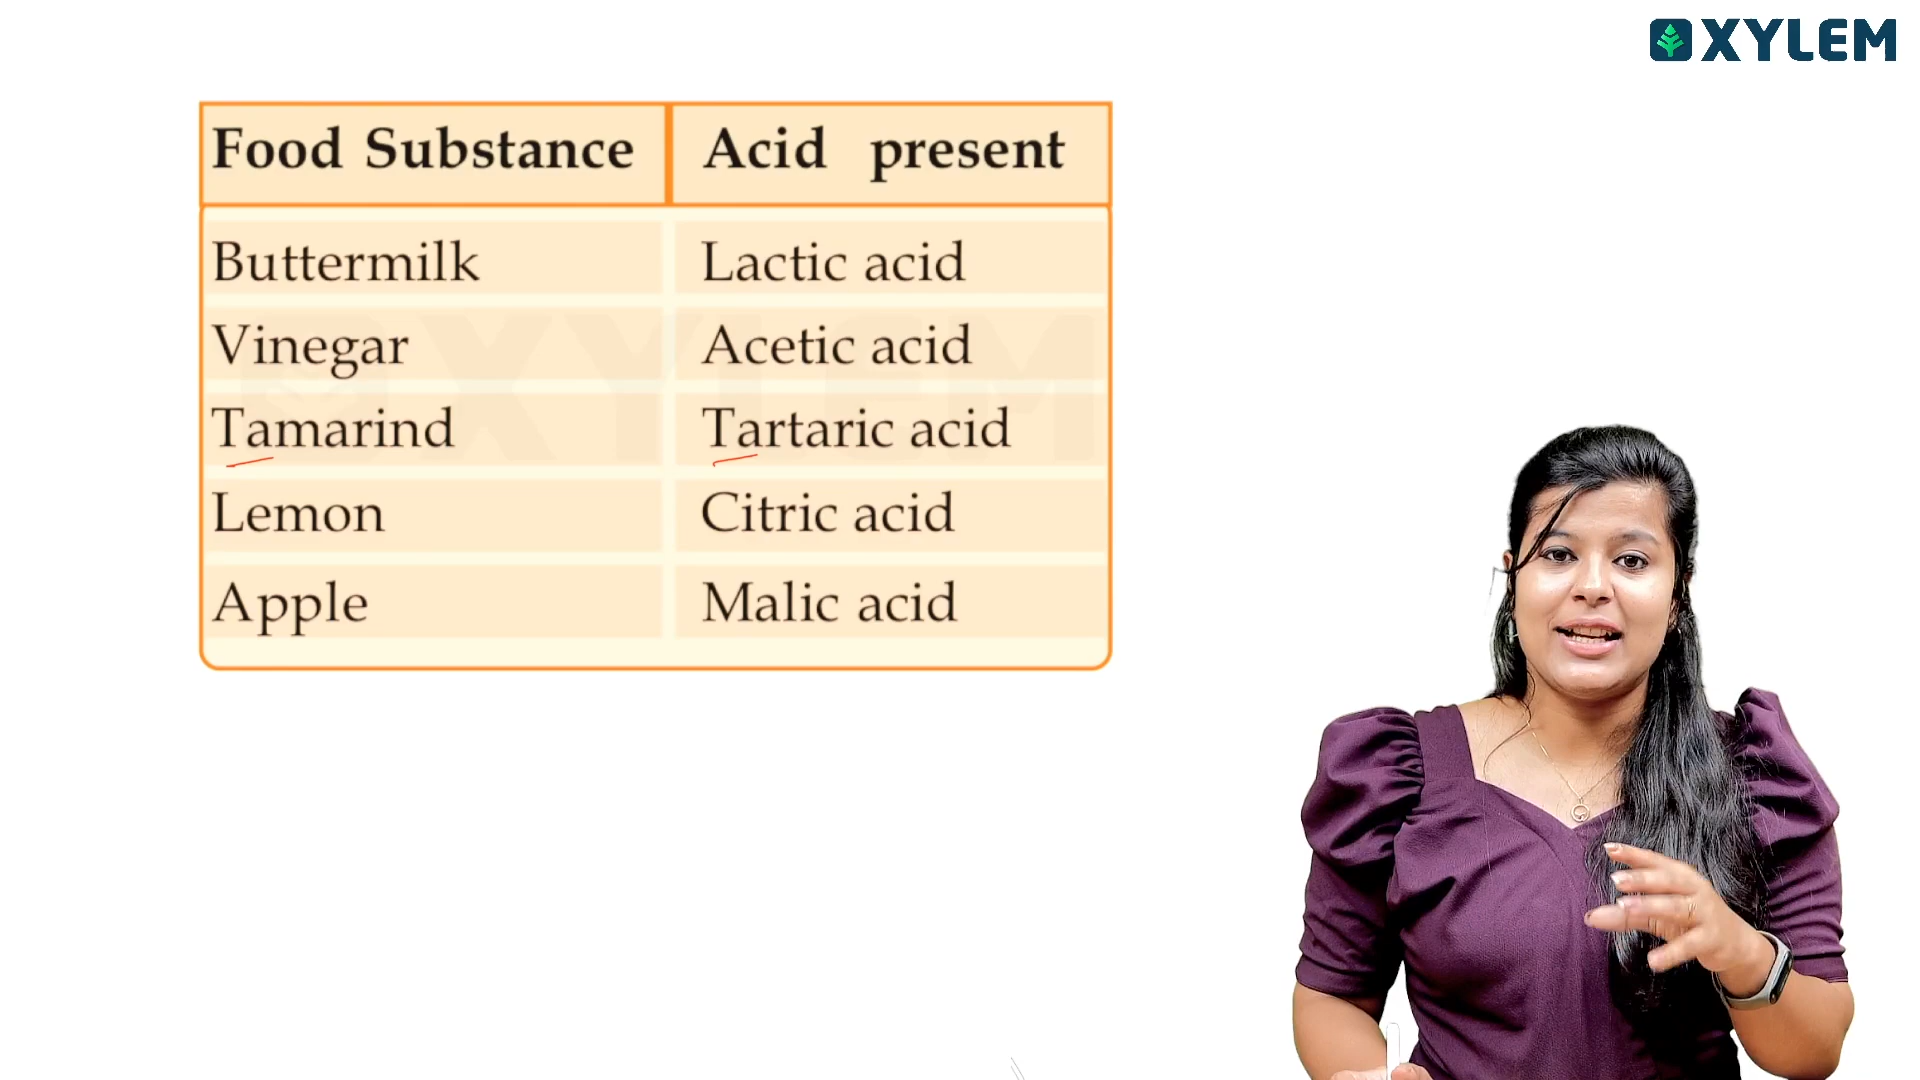 XYLEM
Food Substance Acid present
Buttermilk Lactic acid
Vinegar Acetic acid
Tamarind Tartaric acid
Lemon Citric acid
Apple Malic acid
XYLEM